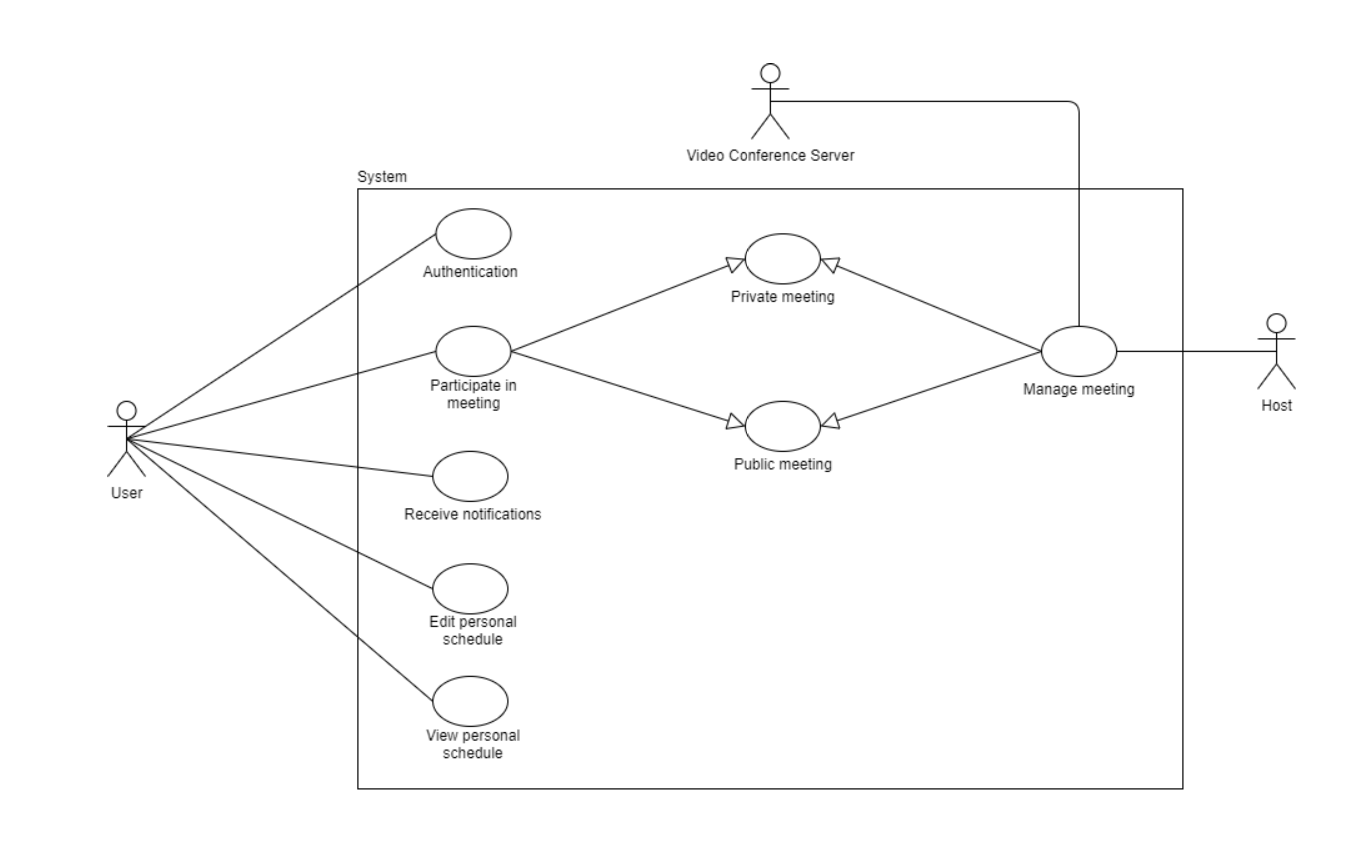 Video Conference Server
System
Authentication
Private meeting
Participate in
meeting
Manage meeting
Host
Public meeting
User
Receive notifications
Edit personal
schedule
View personal
schedule